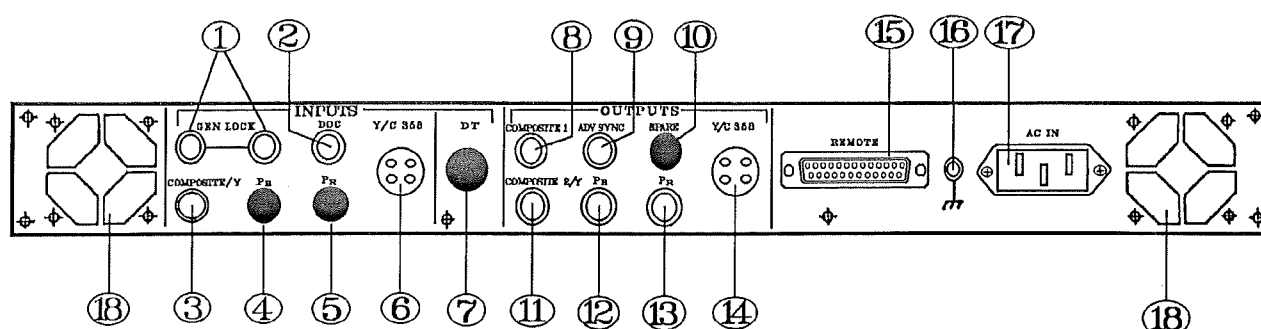 ① ② ⑧ ⑨ ⑩ ⑮ ⑯ ⑰
INPUTS OUTPUTS
GEN LOCK DOC Y/C 358 DT COMPOSITE 1 ADV SYNC SPARE Y/C 358
REMOTE AC IN
COMPOSITE/Y PB PR COMPOSITE 2/Y PB PR
⑱ ③ ④ ⑤ ⑥ ⑦ ⑪ ⑫ ⑬ ⑭ ⑱